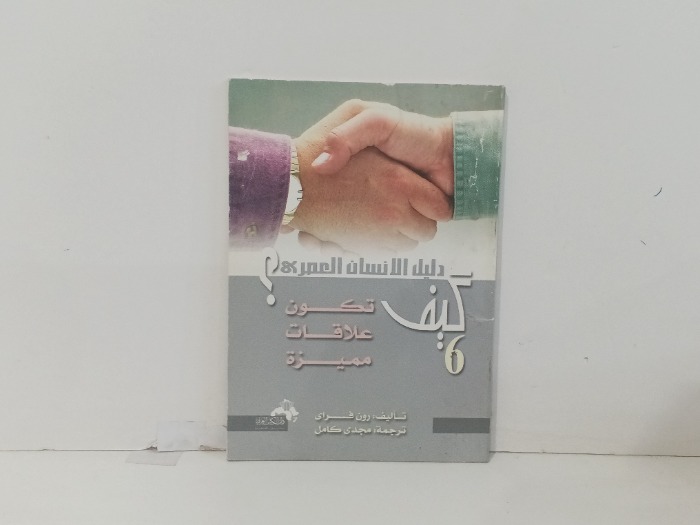 دليل الانسان العصرى
كيف
تكون
علاقات
مميزة
؟
6
تأليف: رون فراى
ترجمة: مجدى كامل